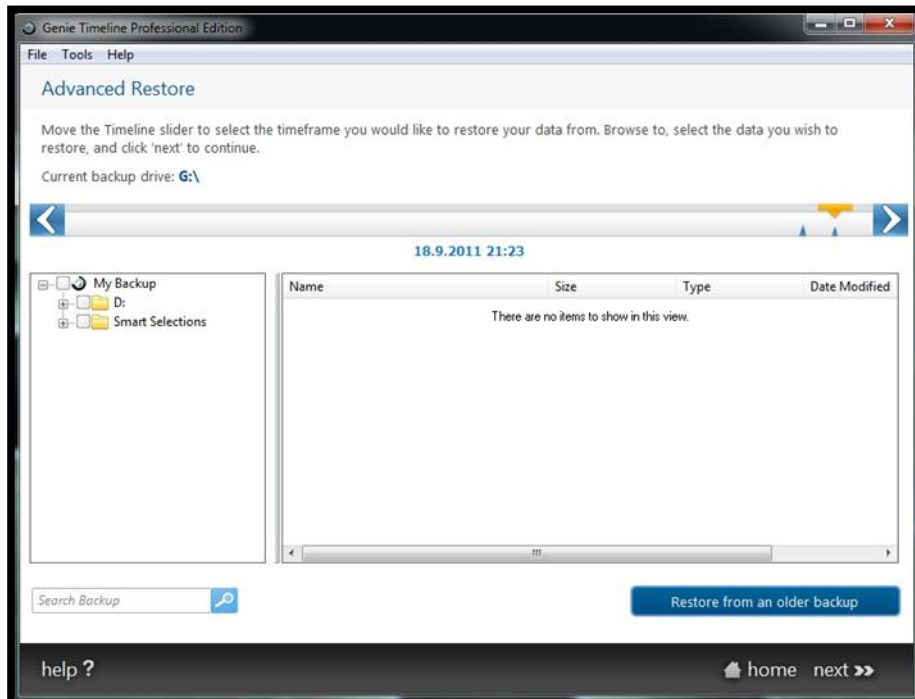 Genie Timeline Professional Edition
File Tools Help
Advanced Restore
Move the Timeline slider to select the timeframe you would like to restore your data from. Browse to, select the data you wish to
restore, and click 'next' to continue.
Current backup drive: G:\
18.9.2011 21:23
My Backup
D:
Smart Selections
Name Size Type Date Modified
There are no items to show in this view.
Search Backup
Restore from an older backup
help ?
home next